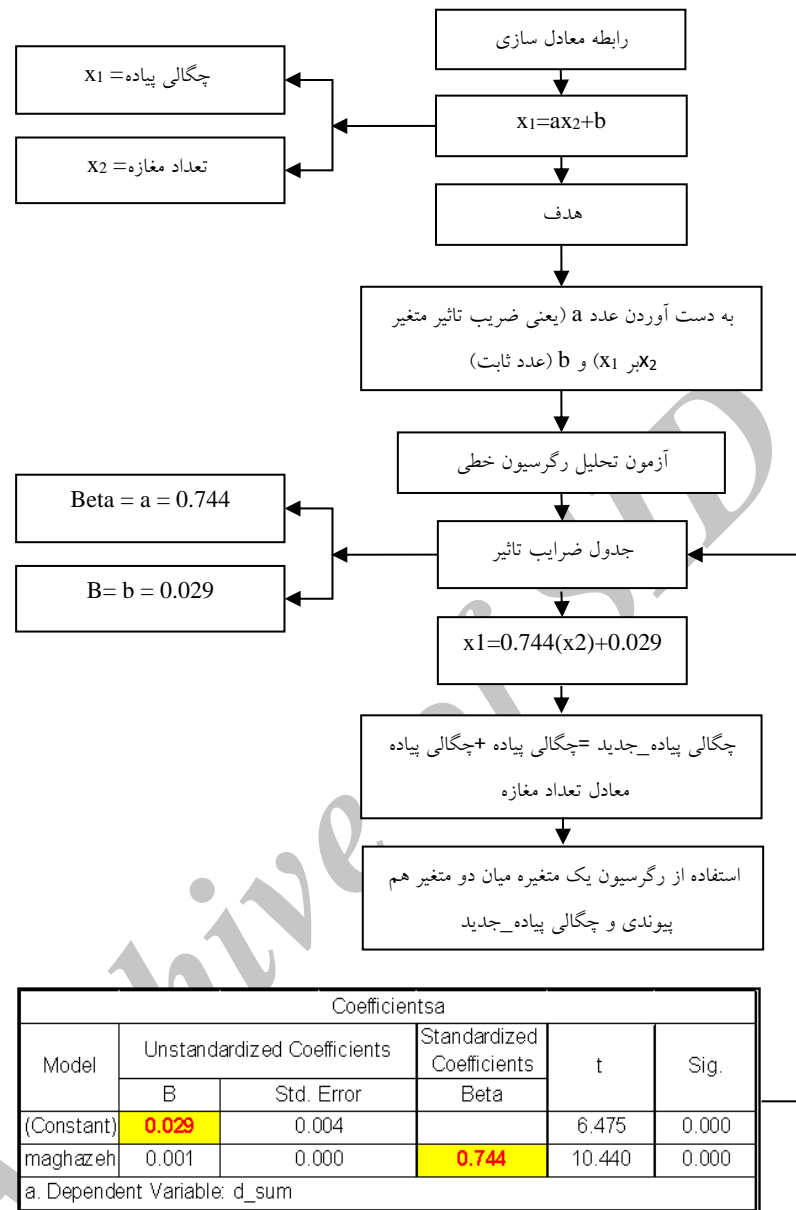 رابطه معادل سازی
چگالی پیاده= x1
x1=ax2+b
تعداد مغازه= x2
هدف
به دست آوردن عدد a (یعنی ضریب تاثیر متغیر
x2بر x1) و b (عدد ثابت)
آزمون تحلیل رگرسیون خطی
Beta = a = 0.744
جدول ضرایب تاثیر
B= b = 0.029
x1=0.744(x2)+0.029
چگالی پیاده_جدید =چگالی پیاده +چگالی پیاده
معادل تعداد مغازه
استفاده از رگرسیون یک متغیره میان دو متغیر هم
پیوندی و چگالی پیاده_جدید
Coefficientsa
Model Unstandardized Coefficients Standardized Coefficients t Sig.
B Std. Error Beta
(Constant) 0.029 0.004 6.475 0.000
maghazeh 0.001 0.000 0.744 10.440 0.000
a. Dependent Variable: d_sum